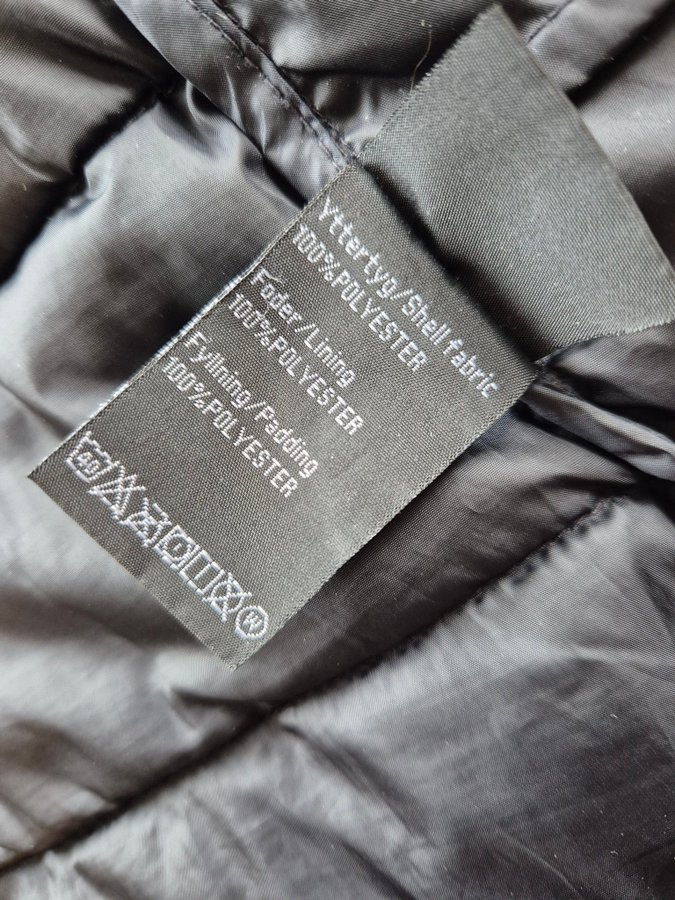 Yttertyg/Shell fabric
100%POLYESTER
Foder/Lining
100%POLYESTER
Fyllning/Padding
100%POLYESTER